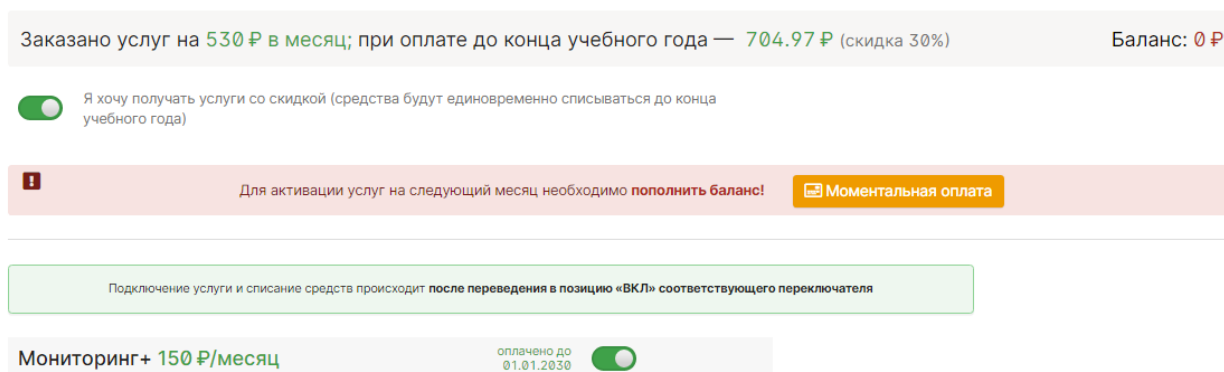 Заказано услуг на 530 ₽ в месяц; при оплате до конца учебного года — 704.97 ₽ (скидка 30%) Баланс: 0 ₽
Я хочу получать услуги со скидкой (средства будут единовременно списываться до конца
учебного года)
Для активации услуг на следующий месяц необходимо пополнить баланс! Моментальная оплата
Подключение услуги и списание средств происходит после переведения в позицию «ВКЛ» соответствующего переключателя
Мониторинг+ 150 ₽/месяц
оплачено до
01.01.2030